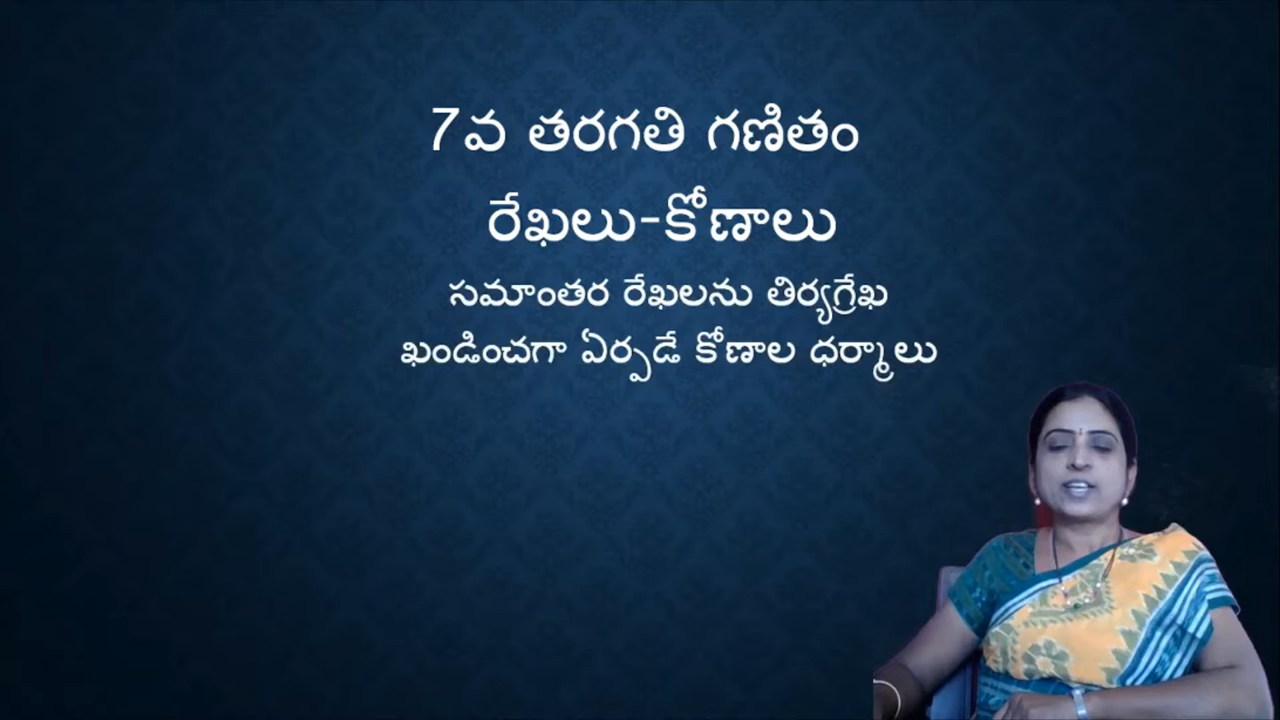 7వ తరగతి గణితం
రేఖలు-కోణాలు
సమాంతర రేఖలను తిర్యగ్రేఖ
ఖండించగా ఏర్పడే కోణాల ధర్మాలు